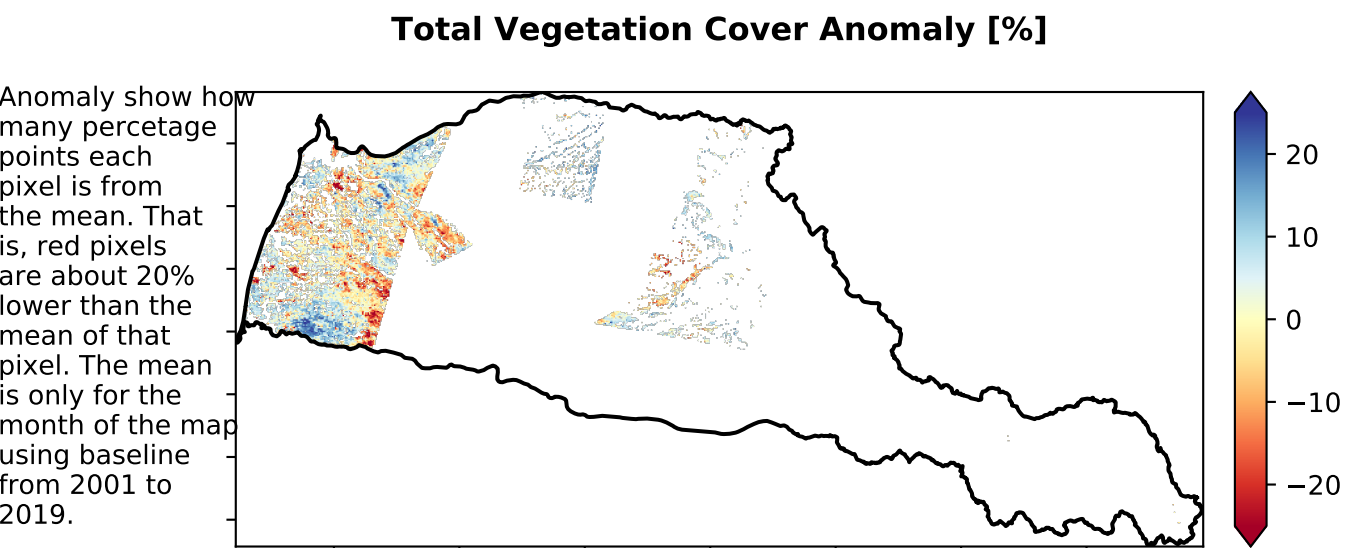 Total Vegetation Cover Anomaly [%]
Anomaly show how
many percetage
points each
pixel is from
the mean. That
is, red pixels
are about 20%
lower than the
mean of that
pixel. The mean
is only for the
month of the map
using baseline
from 2001 to
2019.
20
10
0
−10
−20